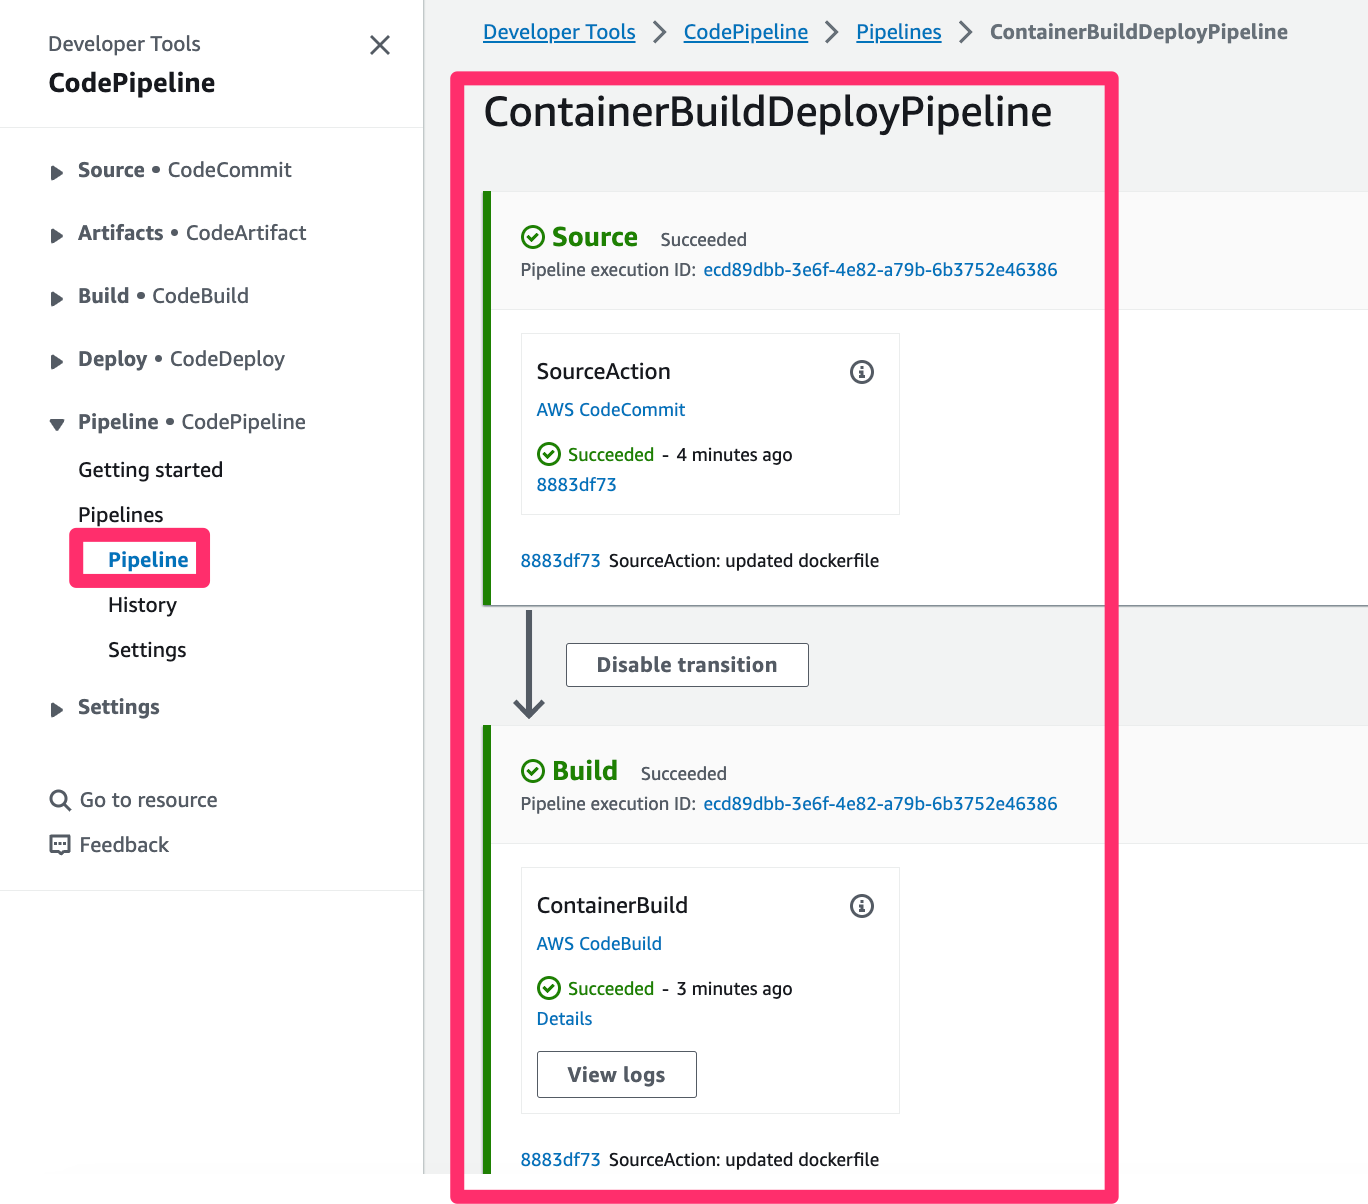 Developer Tools
CodePipeline
Source • CodeCommit
Artifacts • CodeArtifact
Build • CodeBuild
Deploy • CodeDeploy
Pipeline • CodePipeline
Getting started
Pipelines
Pipeline
History
Settings
Settings
Go to resource
Feedback
Developer Tools > CodePipeline > Pipelines > ContainerBuildDeployPipeline
ContainerBuildDeployPipeline
Source Succeeded
Pipeline execution ID: ecd89dbb-3e6f-4e82-a79b-6b3752e46386
SourceAction
AWS CodeCommit
Succeeded - 4 minutes ago
8883df73
8883df73 SourceAction: updated dockerfile
Disable transition
Build Succeeded
Pipeline execution ID: ecd89dbb-3e6f-4e82-a79b-6b3752e46386
ContainerBuild
AWS CodeBuild
Succeeded - 3 minutes ago
Details
View logs
8883df73 SourceAction: updated dockerfile